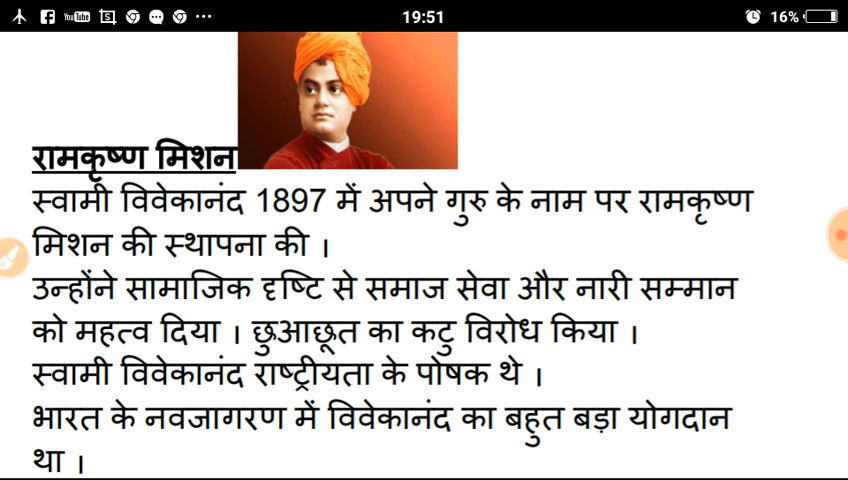 19:51
16%
रामकृष्ण मिशन
स्वामी विवेकानंद 1897 में अपने गुरु के नाम पर रामकृष्ण
मिशन की स्थापना की ।
उन्होंने सामाजिक दृष्टि से समाज सेवा और नारी सम्मान
को महत्व दिया । छुआछूत का कटु विरोध किया ।
स्वामी विवेकानंद राष्ट्रीयता के पोषक थे ।
भारत के नवजागरण में विवेकानंद का बहुत बड़ा योगदान
था ।